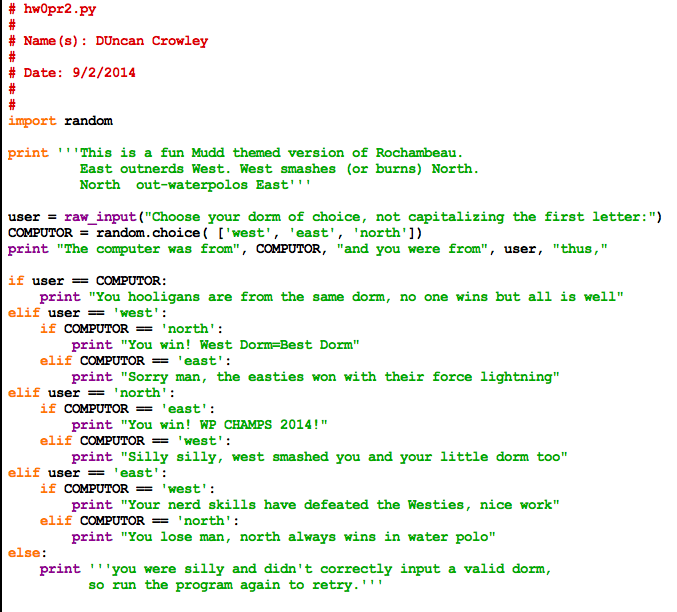 # hw0pr2.py
#
# Name(s): DUncan Crowley
#
# Date: 9/2/2014
#
#
import random
print '''This is a fun Mudd themed version of Rochambeau.
         East outnerds West. West smashes (or burns) North.
         North  out-waterpolos East'''
user = raw_input("Choose your dorm of choice, not capitalizing the first letter:")
COMPUTOR = random.choice( ['west', 'east', 'north'])
print "The computer was from", COMPUTOR, "and you were from", user, "thus,"
if user == COMPUTOR:
    print "You hooligans are from the same dorm, no one wins but all is well"
elif user == 'west':
    if COMPUTOR == 'north':
        print "You win! West Dorm=Best Dorm"
    elif COMPUTOR == 'east':
        print "Sorry man, the easties won with their force lightning"
elif user == 'north':
    if COMPUTOR == 'east':
        print "You win! WP CHAMPS 2014!"
    elif COMPUTOR == 'west':
        print "Silly silly, west smashed you and your little dorm too"
elif user == 'east':
    if COMPUTOR == 'west':
        print "Your nerd skills have defeated the Westies, nice work"
    elif COMPUTOR == 'north':
        print "You lose man, north always wins in water polo"
else:
    print '''you were silly and didn't correctly input a valid dorm,
          so run the program again to retry.'''